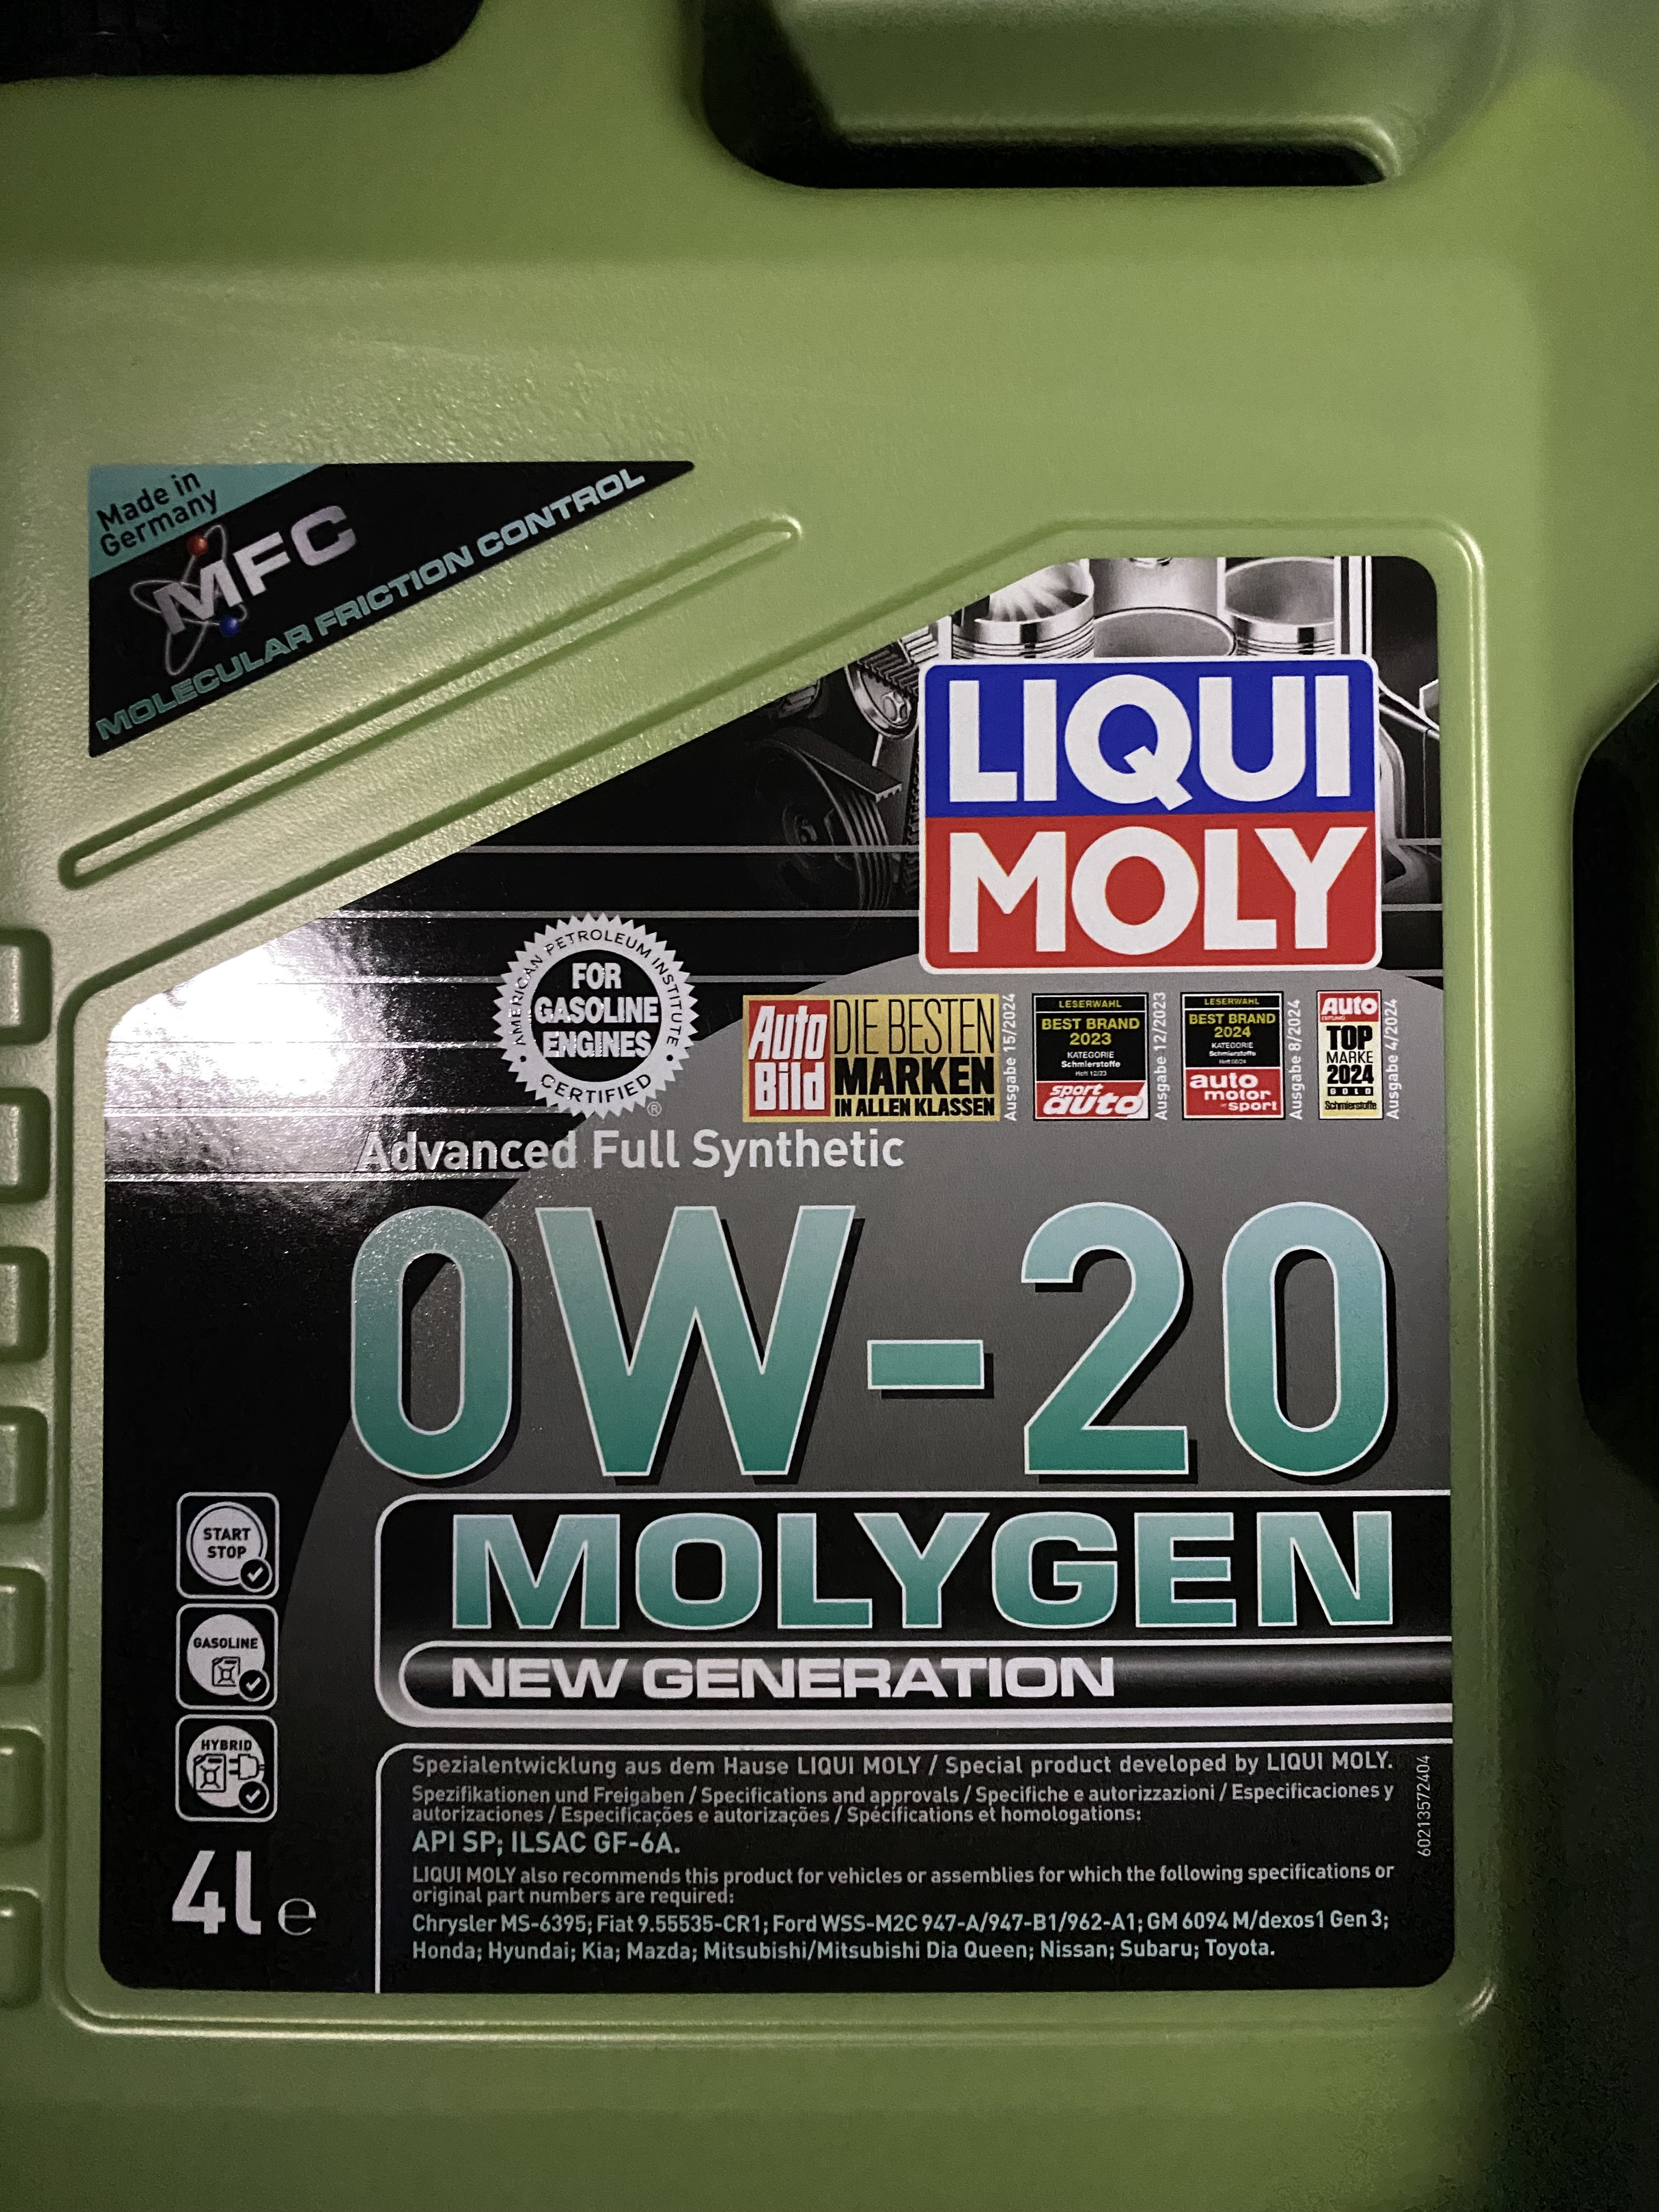 Made in
Germany
MFC
MOLECULAR FRICTION CONTROL
LIQUI
MOLY
AMERICAN PETROLEUM INSTITUTE
FOR
GASOLINE
ENGINES
CERTIFIED
®
Auto
Bild
DIE BESTEN
MARKEN
IN ALLEN KLASSEN
Ausgabe 15/2024
LESERWAHL
BEST BRAND
2023
KATEGORIE
Schmierstoffe
Heft 12/23
sport
auto
Ausgabe 12/2023
LESERWAHL
BEST BRAND
2024
KATEGORIE
Schmierstoffe
auto
motor
sport
Ausgabe 8/2024
Auto
TOP
MARKE
2024
GOLD
Schmierstoffe
Ausgabe 4/2024
Advanced Full Synthetic
0W-20
MOLYGEN
NEW GENERATION
START
STOP
GASOLINE
HYBRID
4l e
Spezialentwicklung aus dem Hause LIQUI MOLY / Special product developed by LIQUI MOLY.
Spezifikationen und Freigaben / Specifications and approvals / Specifiche e autorizzazioni / Especificaciones y
autorizaciones / Especificações e autorizações / Spécifications et homologations:
API SP; ILSAC GF-6A.
LIQUI MOLY also recommends this product for vehicles or assemblies for which the following specifications or
original part numbers are required:
Chrysler MS-6395; Fiat 9.55535-CR1; Ford WSS-M2C 947-A/947-B1/962-A1; GM 6094 M/dexos1 Gen 3;
Honda; Hyundai; Kia; Mazda; Mitsubishi/Mitsubishi Dia Queen; Nissan; Subaru; Toyota.
60213572404